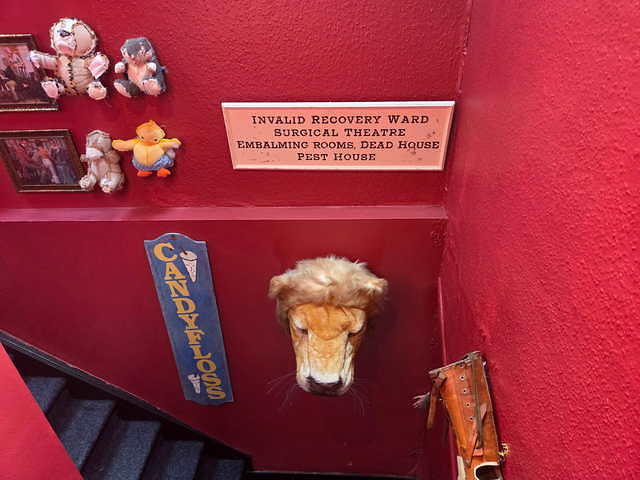 Invalid Recovery Ward
Surgical Theatre
Embalming rooms, Dead House
Pest House
CANDYFLOSS